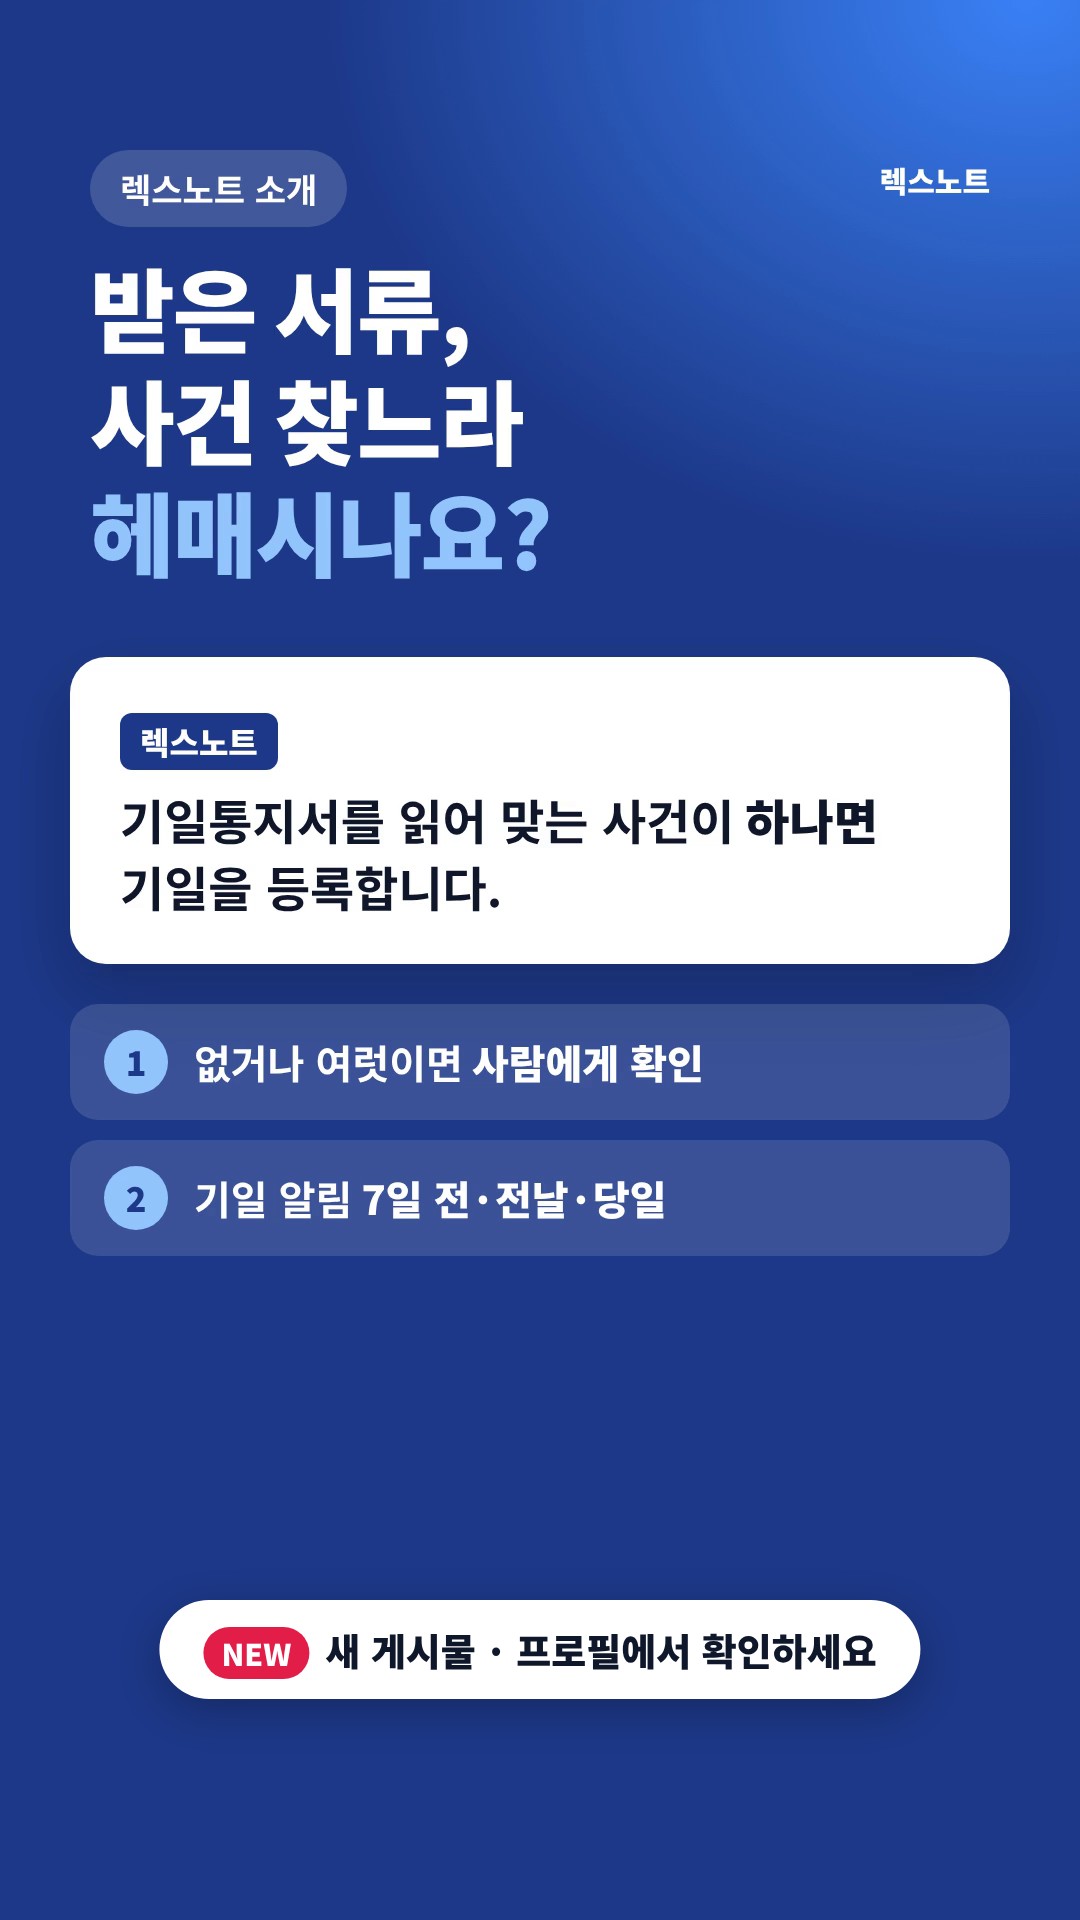 렉스노트 소개
렉스노트
받은 서류,
사건 찾느라
헤매시나요?
렉스노트
기일통지서를 읽어 맞는 사건이 하나면
기일을 등록합니다.
1 없거나 여럿이면 사람에게 확인
2 기일 알림 7일 전·전날·당일
NEW 새 게시물 · 프로필에서 확인하세요